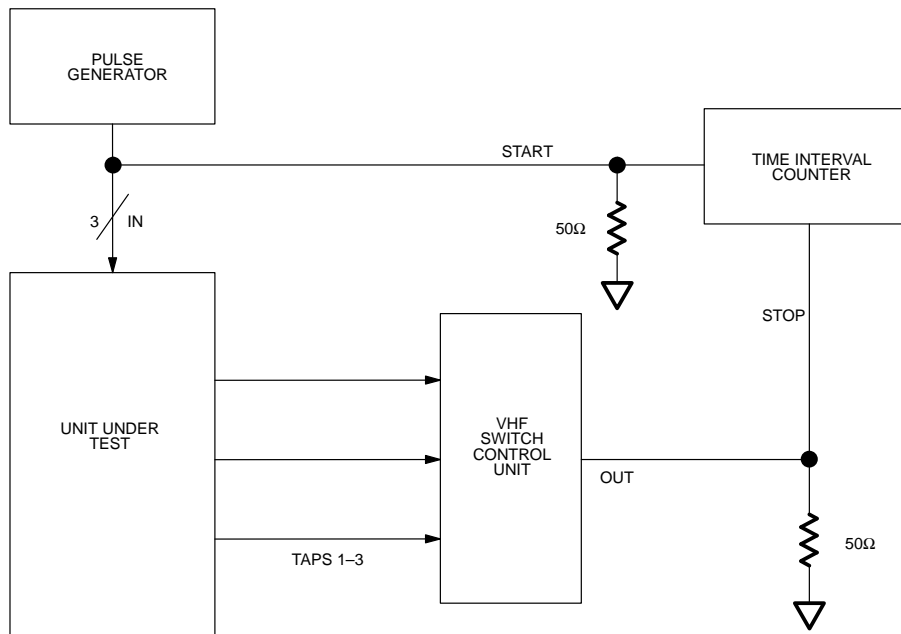 PULSE
GENERATOR
START
TIME INTERVAL
COUNTER
3 IN
50Ω
STOP
UNIT UNDER
TEST
VHF
SWITCH
CONTROL
UNIT
OUT
50Ω
TAPS 1–3